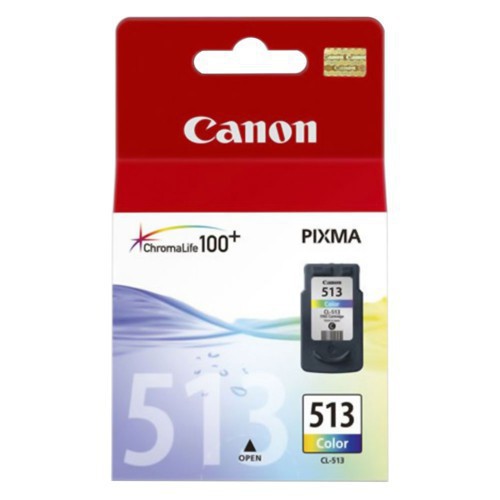 Canon
ChromaLife100+
PIXMA
Canon
513
Color
CL-513
513
513
Color
OPEN
CL-513